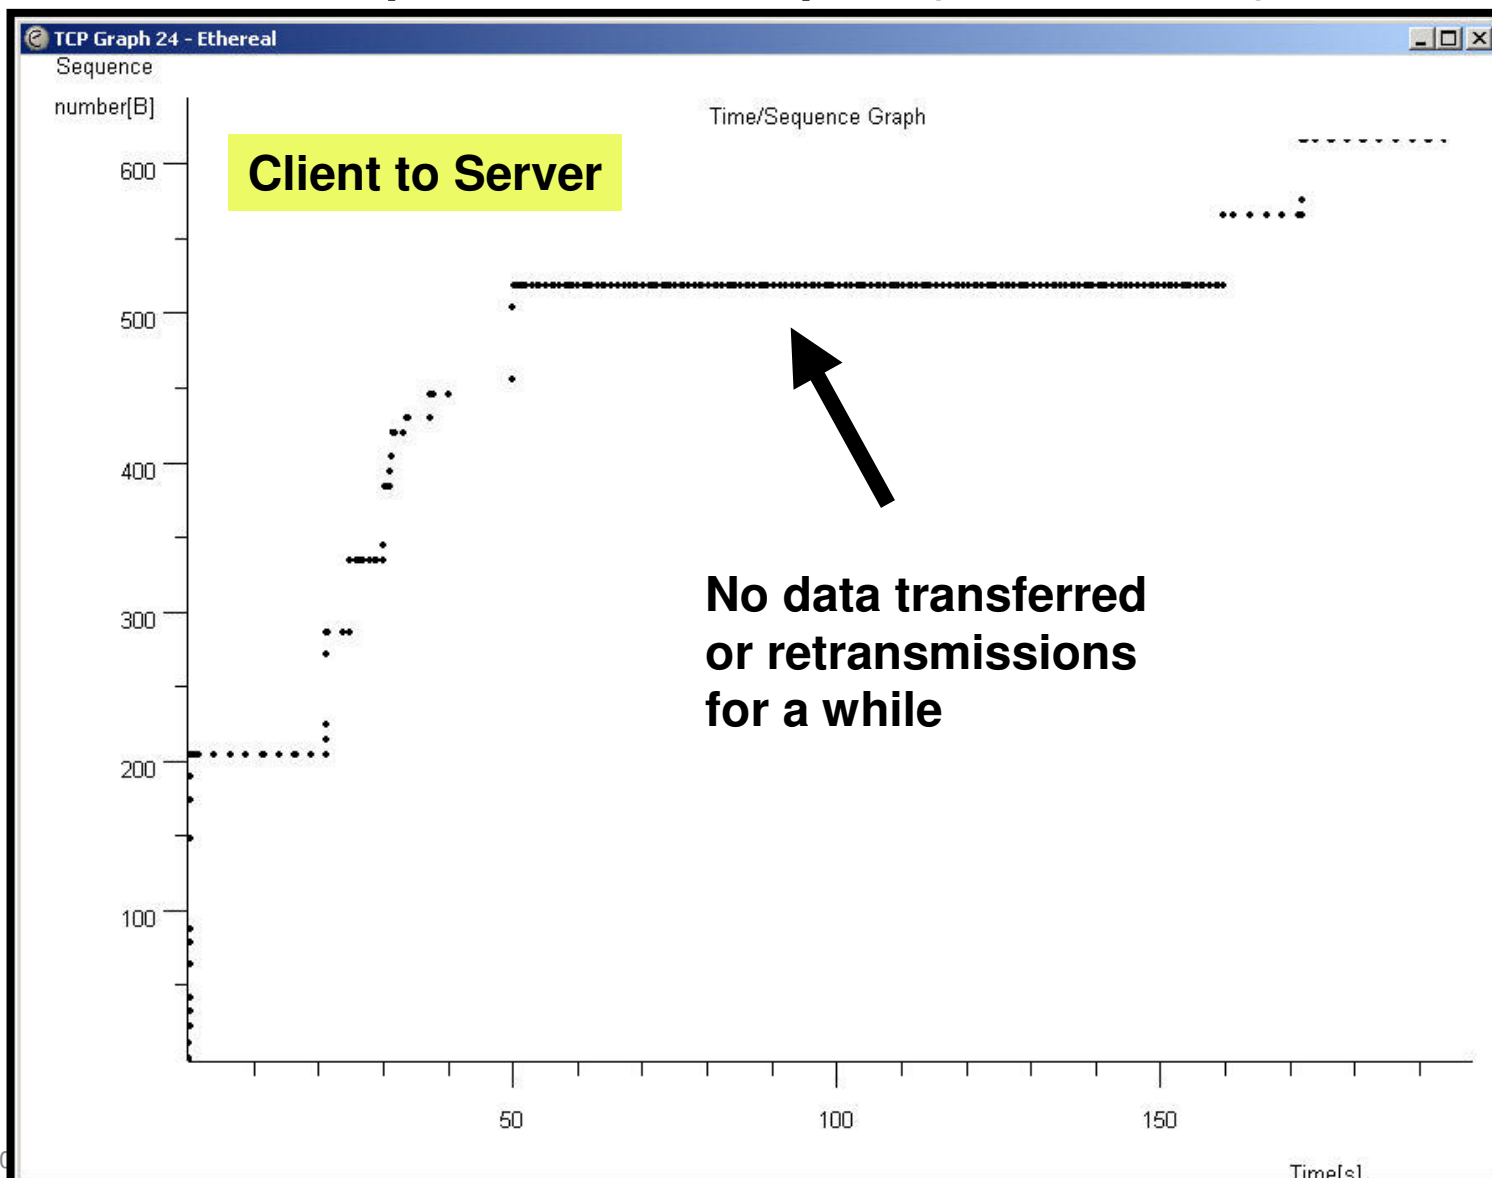 TCP Graph 24 - Ethereal
Sequence
number[B]
Time/Sequence Graph
Client to Server
600
500
400
300
200
100
No data transferred
or retransmissions
for a while
50
100
150
Time[s]